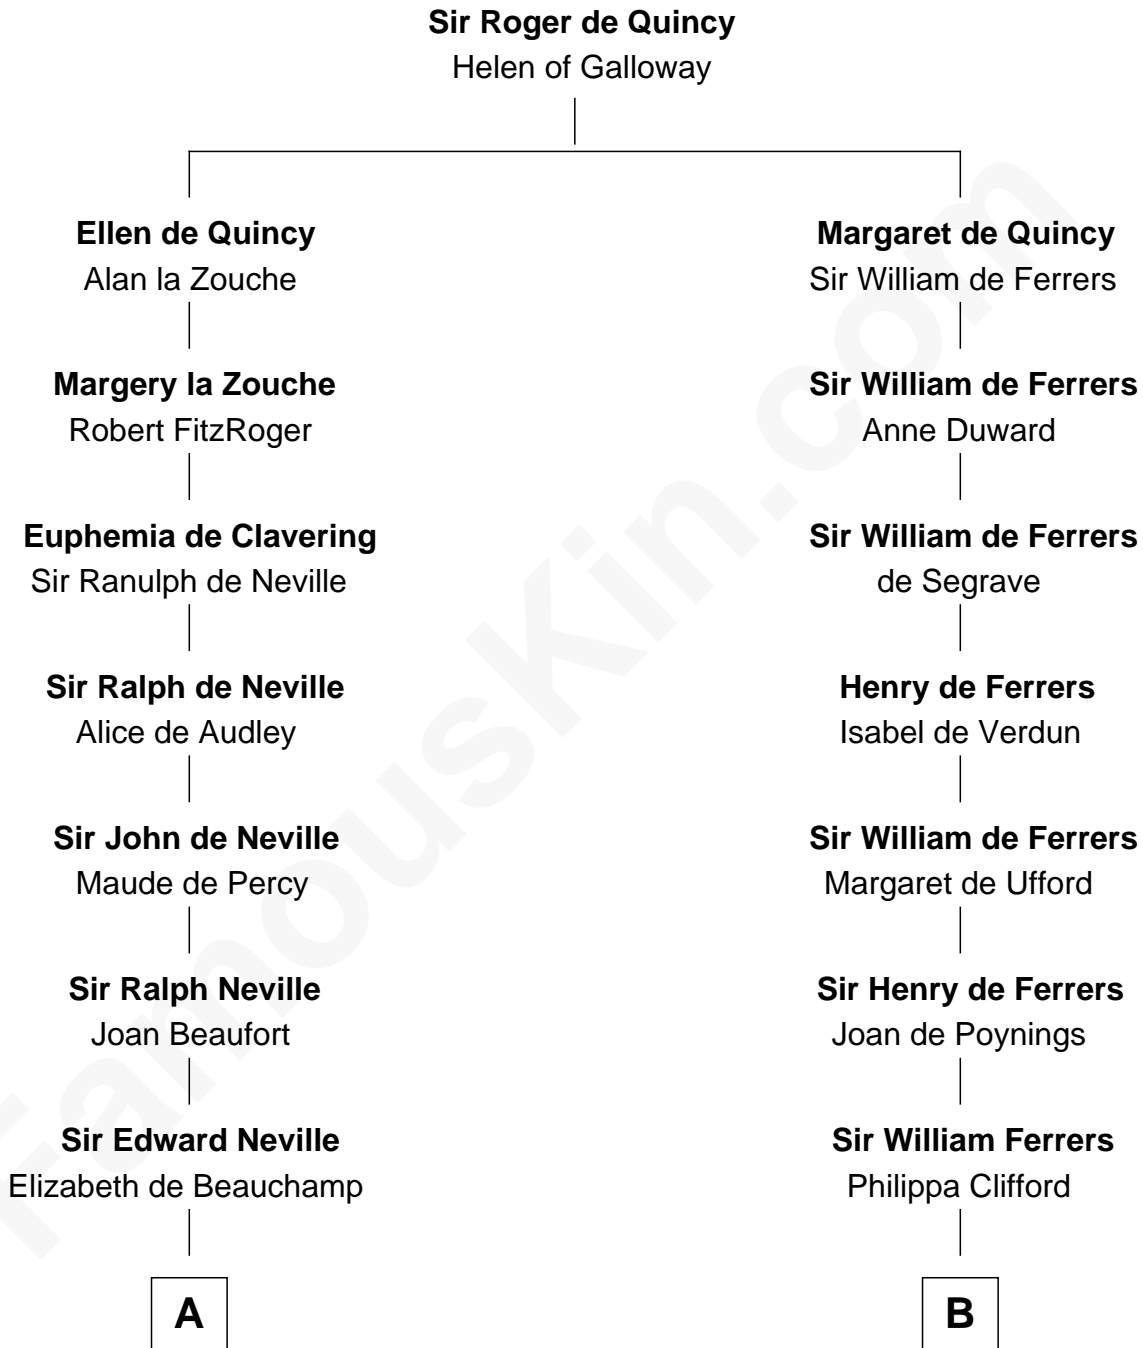 Sir Roger de Quincy
Helen of Galloway
Ellen de Quincy
Alan la Zouche
Margaret de Quincy
Sir William de Ferrers
Margery la Zouche
Robert FitzRoger
Sir William de Ferrers
Anne Duward
Euphemia de Clavering
Sir Ranulph de Neville
Sir William de Ferrers
de Segrave
Sir Ralph de Neville
Alice de Audley
Henry de Ferrers
Isabel de Verdun
Sir John de Neville
Maude de Percy
Sir William de Ferrers
Margaret de Ufford
Sir Ralph Neville
Joan Beaufort
Sir Henry de Ferrers
Joan de Poynings
Sir Edward Neville
Elizabeth de Beauchamp
Sir William Ferrers
Philippa Clifford
A
B
FamousKin.com